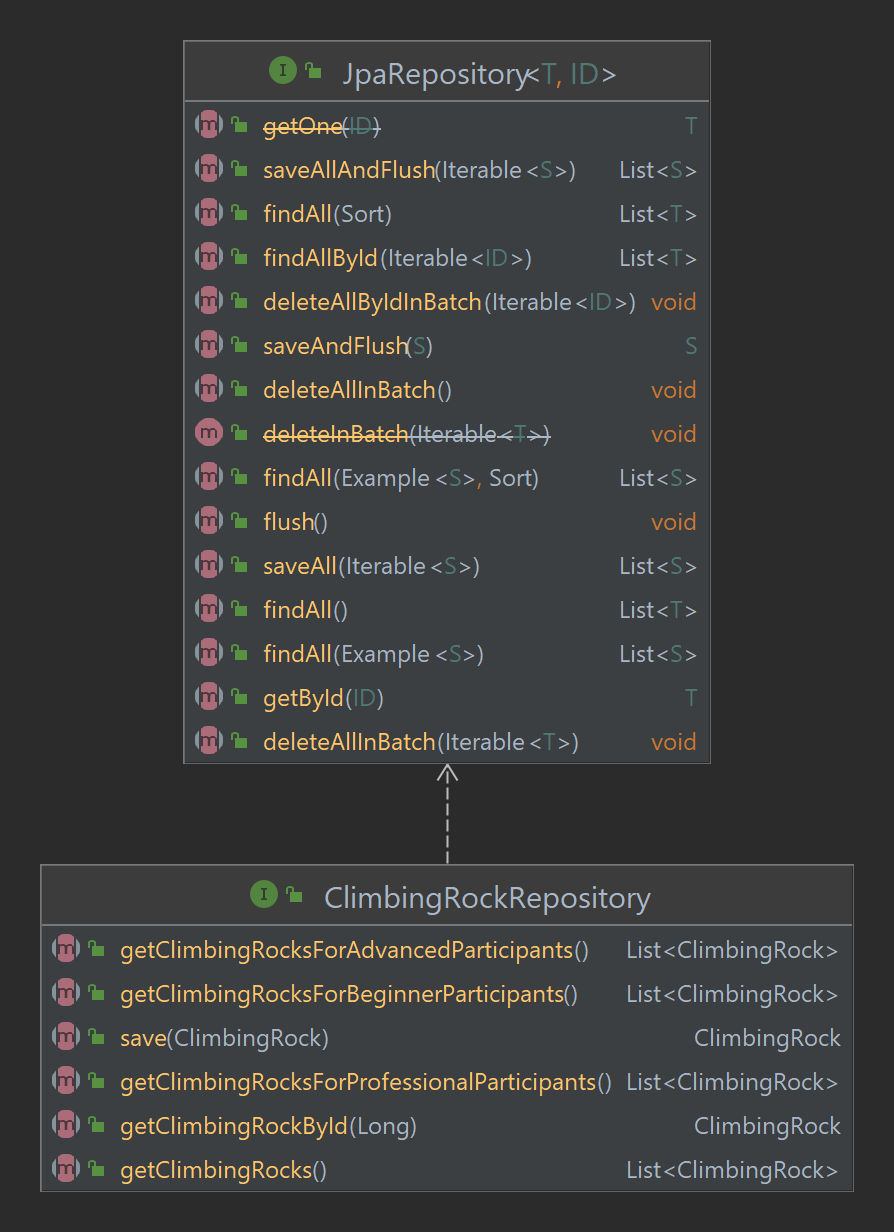 JpaRepository<T, ID>
getOne(ID) T
saveAllAndFlush(Iterable<S>) List<S>
findAll(Sort) List<T>
findAllById(Iterable<ID>) List<T>
deleteAllByIdInBatch(Iterable<ID>) void
saveAndFlush(S) S
deleteAllInBatch() void
deleteInBatch(Iterable<T>) void
findAll(Example<S>, Sort) List<S>
flush() void
saveAll(Iterable<S>) List<S>
findAll() List<T>
findAll(Example<S>) List<S>
getById(ID) T
deleteAllInBatch(Iterable<T>) void
ClimbingRockRepository
getClimbingRocksForAdvancedParticipants() List<ClimbingRock>
getClimbingRocksForBeginnerParticipants() List<ClimbingRock>
save(ClimbingRock) ClimbingRock
getClimbingRocksForProfessionalParticipants() List<ClimbingRock>
getClimbingRockById(Long) ClimbingRock
getClimbingRocks() List<ClimbingRock>